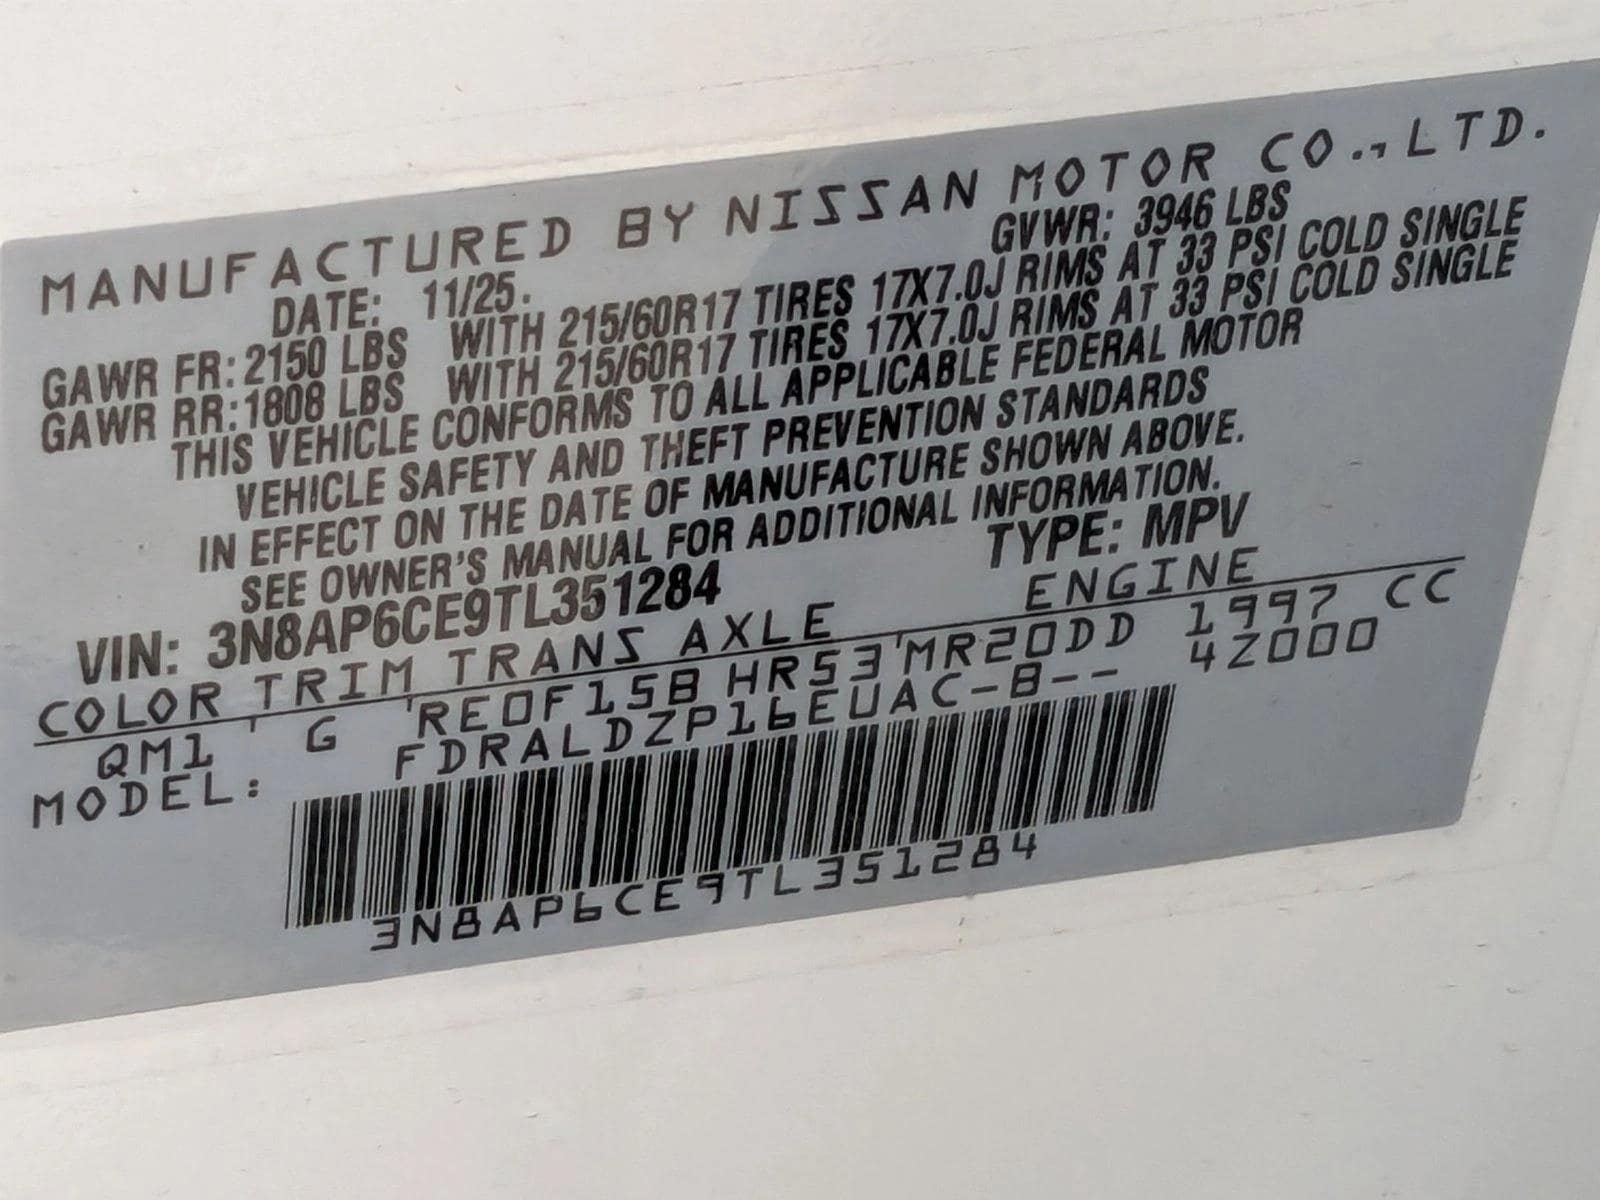 MANUFACTURED BY NISSAN MOTOR CO.,LTD.
DATE: 11/25. GVWR: 3946 LBS
GAWR FR: 2150 LBS WITH 215/60R17 TIRES 17X7.0J RIMS AT 33 PSI COLD SINGLE
GAWR RR: 1808 LBS WITH 215/60R17 TIRES 17X7.0J RIMS AT 33 PSI COLD SINGLE
THIS VEHICLE CONFORMS TO ALL APPLICABLE FEDERAL MOTOR
VEHICLE SAFETY AND THEFT PREVENTION STANDARDS
IN EFFECT ON THE DATE OF MANUFACTURE SHOWN ABOVE.
SEE OWNER'S MANUAL FOR ADDITIONAL INFORMATION.
VIN: 3N8AP6CE9TL351284 TYPE: MPV
COLOR TRIM TRANS AXLE ENGINE
QM1 G RE0F15B HR53 MR20DD 1997 CC
MODEL: FDRALDZP16EUAC-B-- 4Z000
3N8AP6CE9TL351284